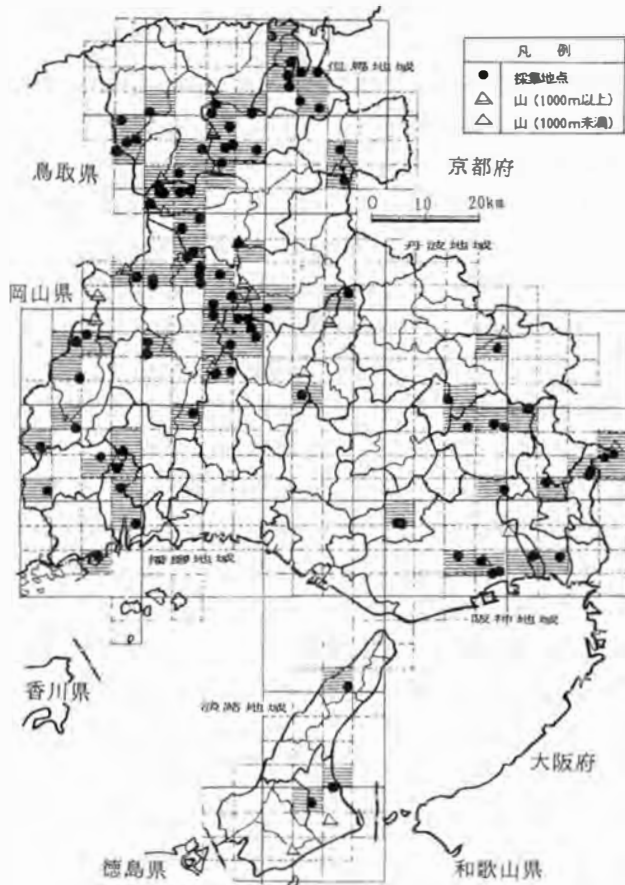 凡 例
採集地点
山 (1000m以上)
山 (1000m未満)
但馬地域
鳥取県
京都府
0 10 20km
丹波地域
岡山県
播磨地域
阪神地域
香川県
淡路地域
大阪府
徳島県
和歌山県